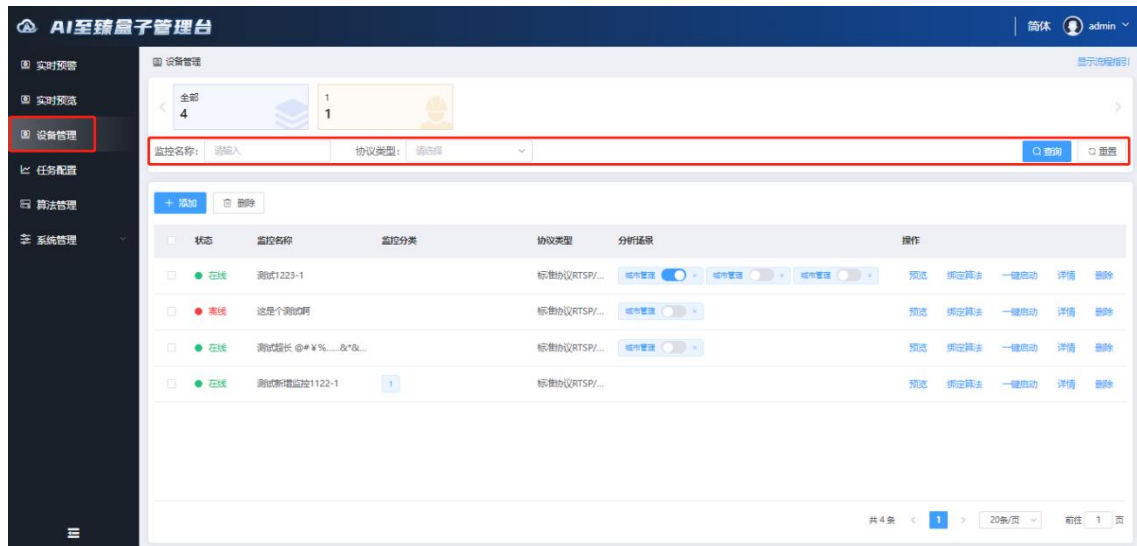 AI至臻盒子管理台
简体 admin
实时预警
实时预览
设备管理
任务配置
算法管理
系统管理
设备管理 显示流程指引
全部
4
1
1
监控名称: 请输入 协议类型: 请选择 查询 重置
添加 删除
状态 监控名称 监控分类 协议类型 分析场景 操作
在线 测试1223-1 标准协议RTSP/... 城市管理 × 城市管理 × 城市管理 × 预览 绑定算法 一键启动 详情 删除
离线 这是个测试啊 标准协议RTSP/... 城市管理 × 预览 绑定算法 一键启动 详情 删除
在线 测试超长 @#¥%......&*&... 标准协议RTSP/... 城市管理 × 预览 绑定算法 一键启动 详情 删除
在线 测试新增监控1122-1 1 标准协议RTSP/... 预览 绑定算法 一键启动 详情 删除
共 4 条 < 1 > 20条/页 前往 1 页